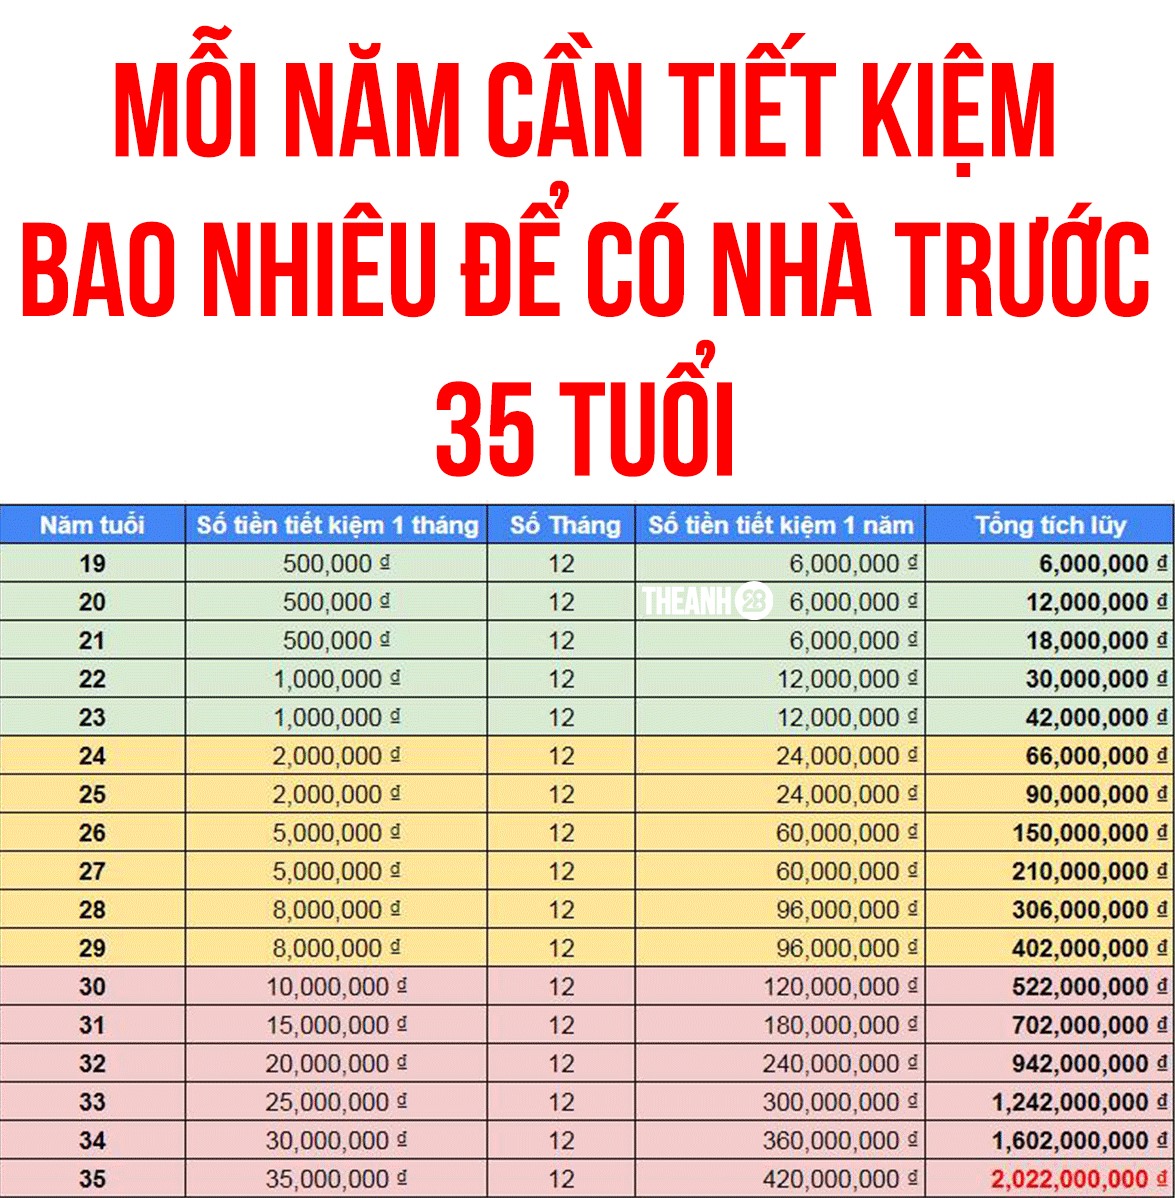 MỖI NĂM CẦN TIẾT KIỆM
BAO NHIÊU ĐỂ CÓ NHÀ TRƯỚC
35 TUỔI
Năm tuổi Số tiền tiết kiệm 1 tháng Số Tháng Số tiền tiết kiệm 1 năm Tổng tích lũy
19 500,000 ₫ 12 6,000,000 ₫ 6,000,000 ₫
20 500,000 ₫ 12 THEANH28 6,000,000 ₫ 12,000,000 ₫
21 500,000 ₫ 12 6,000,000 ₫ 18,000,000 ₫
22 1,000,000 ₫ 12 12,000,000 ₫ 30,000,000 ₫
23 1,000,000 ₫ 12 12,000,000 ₫ 42,000,000 ₫
24 2,000,000 ₫ 12 24,000,000 ₫ 66,000,000 ₫
25 2,000,000 ₫ 12 24,000,000 ₫ 90,000,000 ₫
26 5,000,000 ₫ 12 60,000,000 ₫ 150,000,000 ₫
27 5,000,000 ₫ 12 60,000,000 ₫ 210,000,000 ₫
28 8,000,000 ₫ 12 96,000,000 ₫ 306,000,000 ₫
29 8,000,000 ₫ 12 96,000,000 ₫ 402,000,000 ₫
30 10,000,000 ₫ 12 120,000,000 ₫ 522,000,000 ₫
31 15,000,000 ₫ 12 180,000,000 ₫ 702,000,000 ₫
32 20,000,000 ₫ 12 240,000,000 ₫ 942,000,000 ₫
33 25,000,000 ₫ 12 300,000,000 ₫ 1,242,000,000 ₫
34 30,000,000 ₫ 12 360,000,000 ₫ 1,602,000,000 ₫
35 35,000,000 ₫ 12 420,000,000 ₫ 2,022,000,000 ₫